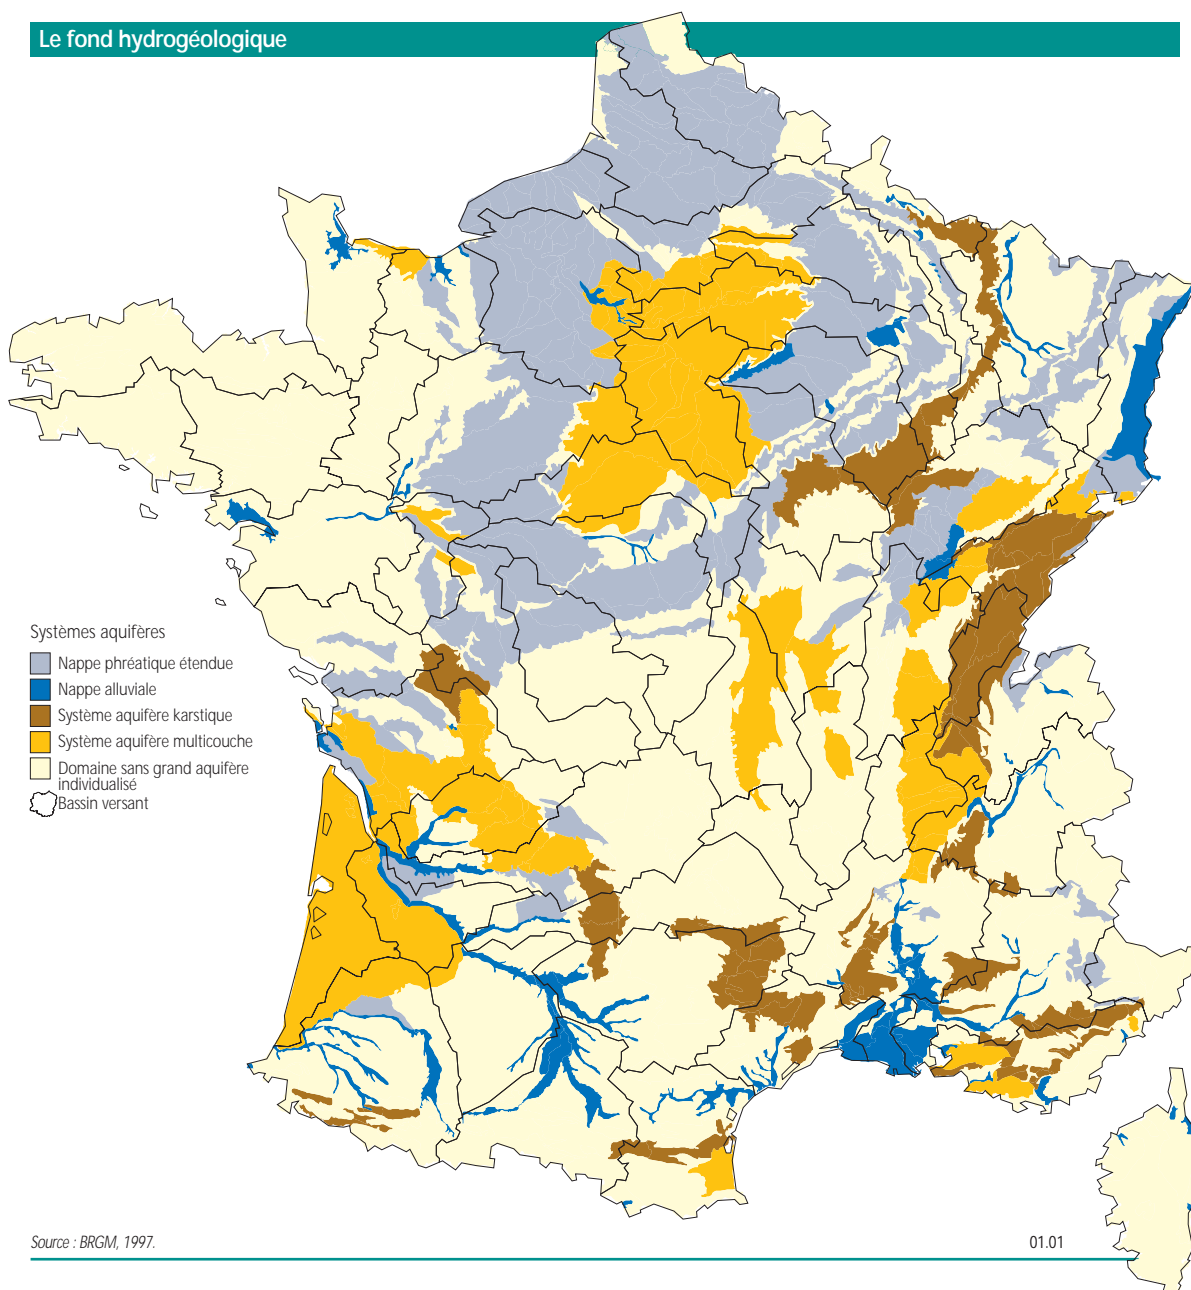 Le fond hydrogéologique
Systèmes aquifères
Nappe phréatique étendue
Nappe alluviale
Système aquifère karstique
Système aquifère multicouche
Domaine sans grand aquifère
individualisé
Bassin versant
Source : BRGM, 1997.
01.01